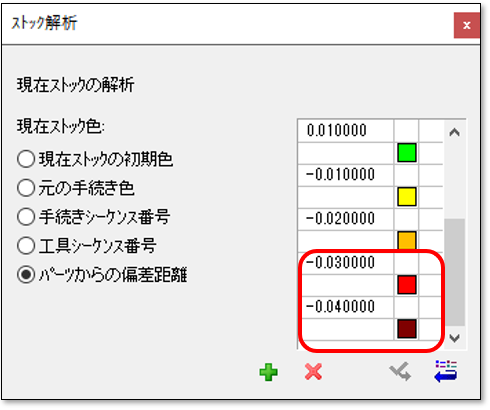 ストック解析
x
現在ストックの解析
現在ストック色:
現在ストックの初期色
元の手続き色
手続きシーケンス番号
工具シーケンス番号
パーツからの偏差距離
0.010000
-0.010000
-0.020000
-0.030000
-0.040000